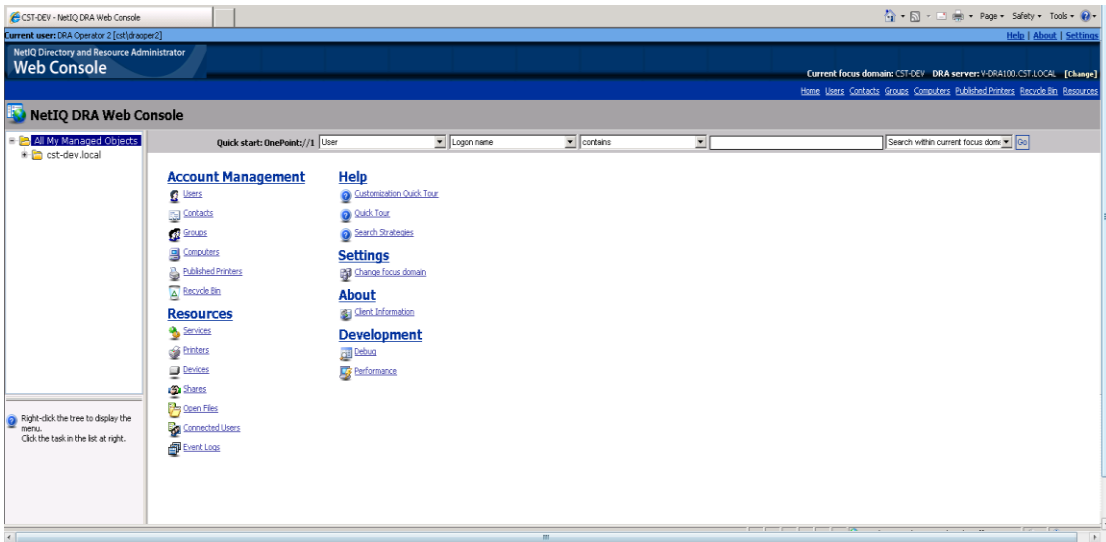 CST-DEV - NetIQ DRA Web Console
Page Safety Tools
Current user: DRA Operator 2 [cst\draoper2]
Help | About | Settings
NetIQ Directory and Resource Administrator
Web Console
Current focus domain: CST-DEV DRA server: V-DRA100.CST.LOCAL [Change]
Home Users Contacts Groups Computers Published Printers Recycle Bin Resources
NetIQ DRA Web Console
All My Managed Objects
cst-dev.local
Quick start: OnePoint://1 User Logon name contains Search within current focus doma Go
Account Management
Users
Contacts
Groups
Computers
Published Printers
Recycle Bin
Resources
Services
Printers
Devices
Shares
Open Files
Connected Users
Event Logs
Help
Customization Quick Tour
Quick Tour
Search Strategies
Settings
Change focus domain
About
Client Information
Development
Debug
Performance
Right-click the tree to display the
menu.
Click the task in the list at right.